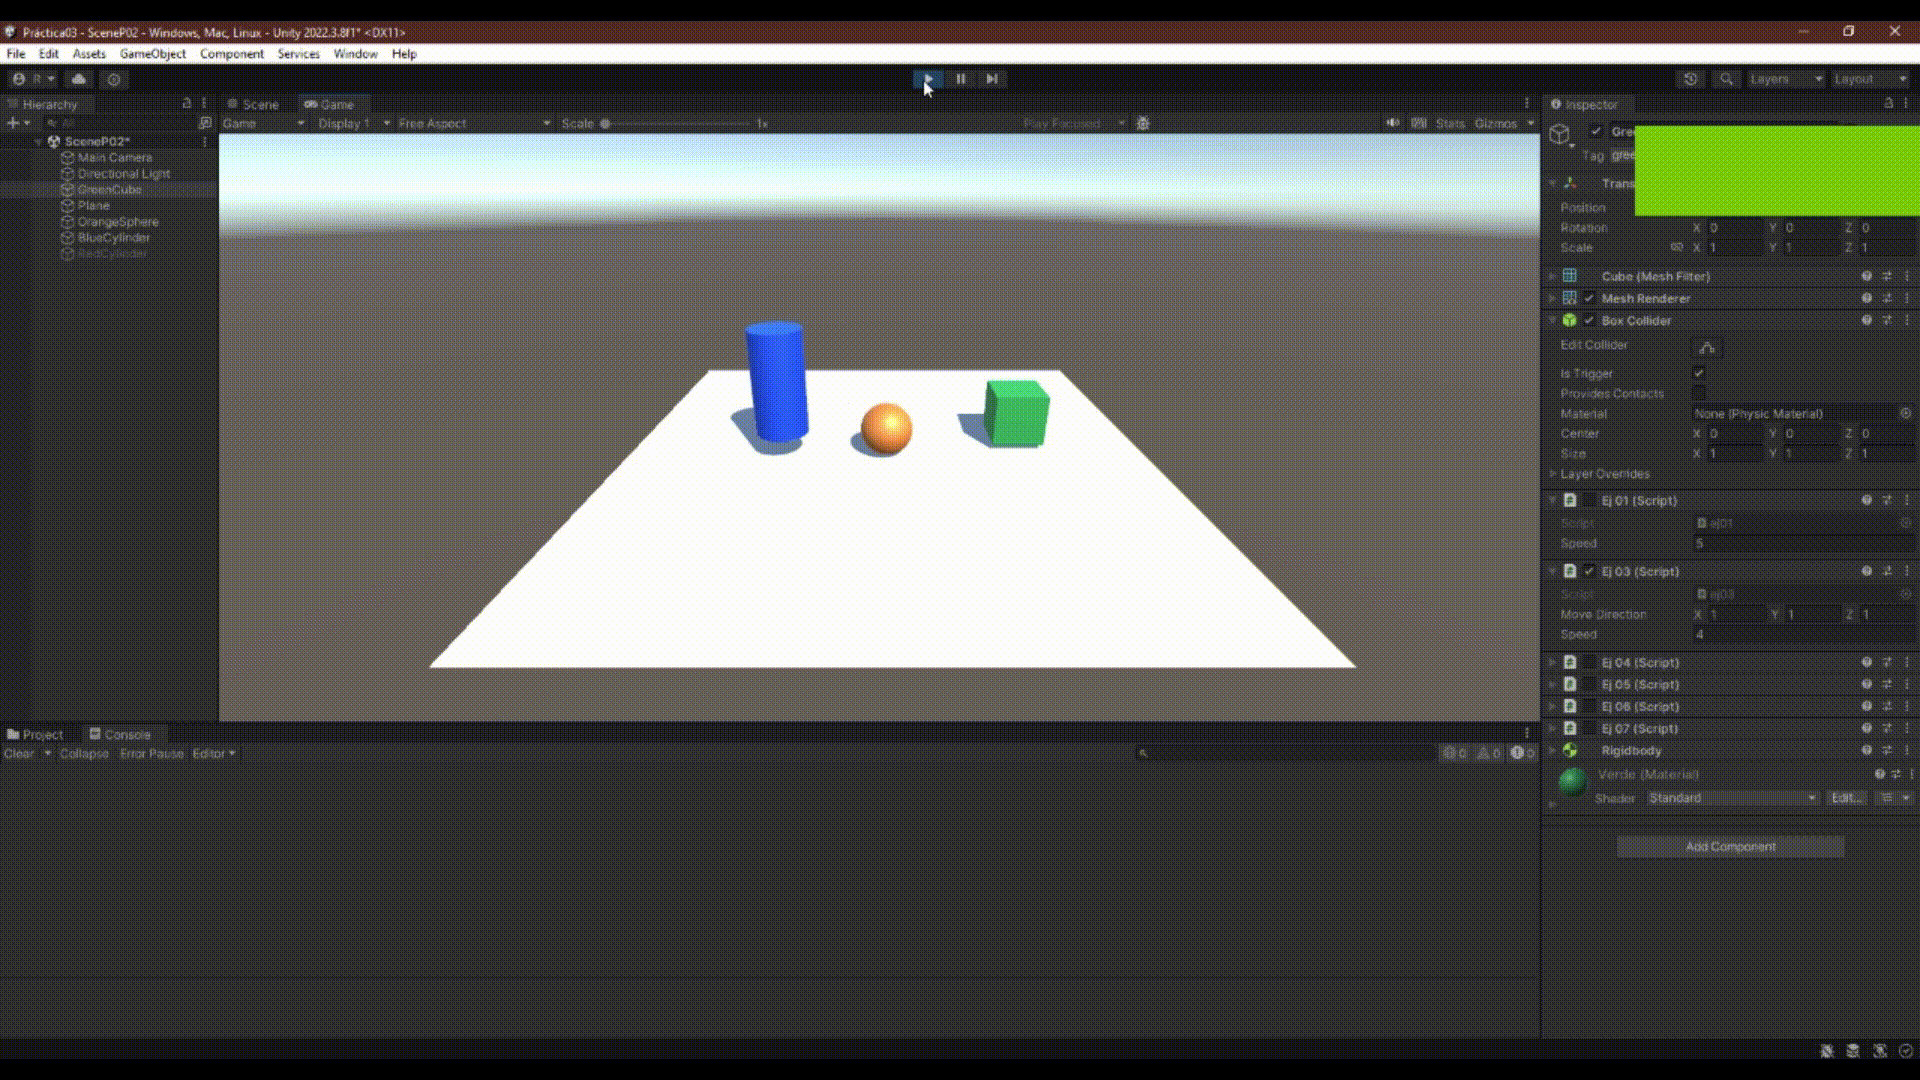 Práctica03 - SceneP02 - Windows, Mac, Linux - Unity 2022.3.8f1* <DX11>
File Edit Assets GameObject Component Services Window Help
R Layers Layout
Hierarchy Scene Game Inspector
All Game Display 1 Free Aspect Scale 1x Play Focused Stats Gizmos
SceneP02*
Main Camera
Directional Light
GreenCube
Plane
OrangeSphere
BlueCylinder
RedCylinder
Tag
Position
Rotation X 0 Y 0 Z 0
Scale X 1 Y 1 Z 1
Cube (Mesh Filter)
Mesh Renderer
Box Collider
Edit Collider
Is Trigger
Provides Contacts
Material None (Physic Material)
Center X 0 Y 0 Z 0
Size X 1 Y 1 Z 1
Layer Overrides
Ej 01 (Script)
Script ej01
Speed 5
Ej 03 (Script)
Script ej03
Move Direction X 1 Y 1 Z 1
Speed 4
Ej 04 (Script)
Ej 05 (Script)
Ej 06 (Script)
Ej 07 (Script)
Rigidbody
Verde (Material)
Shader Standard Edit...
Add Component
Project Console
Clear Collapse Error Pause Editor 0 0 0